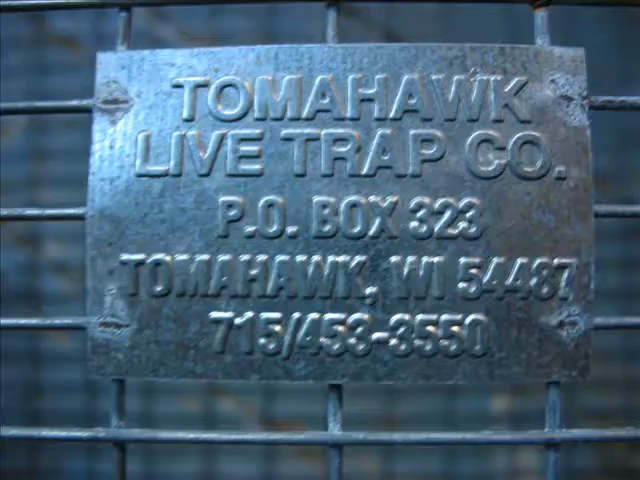 TOMAHAWK
LIVE TRAP CO.
P.O. BOX 323
TOMAHAWK, WI 54487
715/453-3550